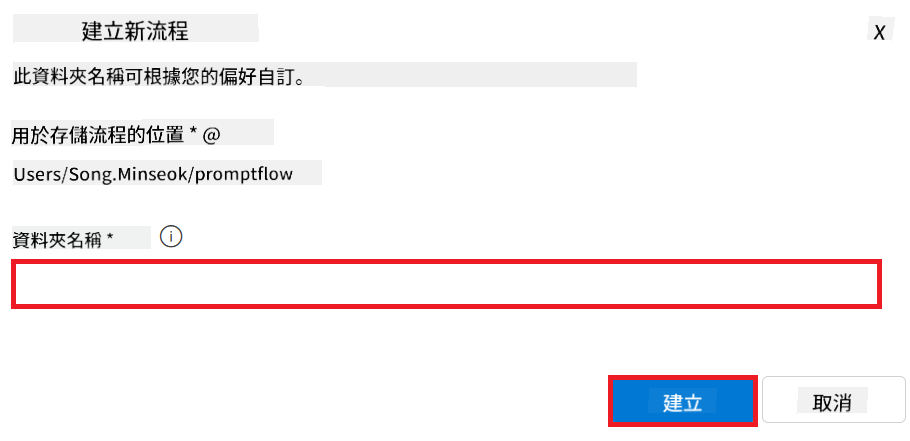 建立新流程
X
此資料夾名稱可根據您的偏好自訂。
用於存儲流程的位置 * @
Users/Song.Minseok/promptflow
資料夾名稱 *
建立
取消